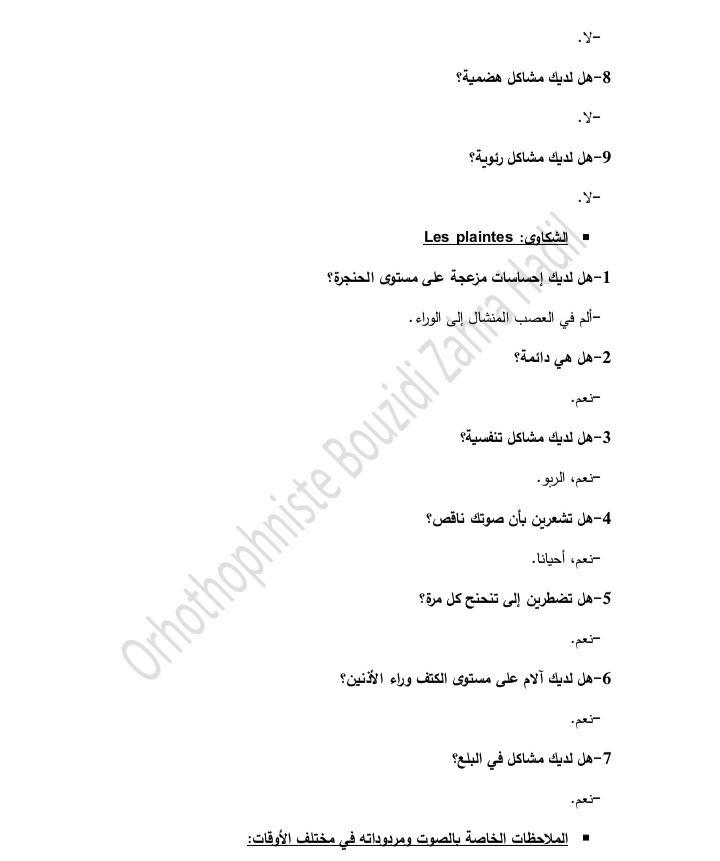 -لا.
8-هل لديك مشاكل هضمية؟
-لا.
9-هل لديك مشاكل رئوية؟
-لا.
▪ الشكاوى: Les plaintes
1-هل لديك إحساسات مزعجة على مستوى الحنجرة؟
-ألم في العصب المنشال إلى الوراء.
2-هل هي دائمة؟
-نعم.
3-هل لديك مشاكل تنفسية؟
-نعم، الربو.
4-هل تشعرين بأن صوتك ناقص؟
-نعم، أحيانا.
5-هل تضطرين إلى تنحنح كل مرة؟
-نعم.
6-هل لديك آلام على مستوى الكتف وراء الأذنين؟
-نعم.
7-هل لديك مشاكل في البلع؟
-نعم.
▪ الملاحظات الخاصة بالصوت ومردوداته في مختلف الأوقات:
Orhothophniste Bouzidi Zahra Hadil